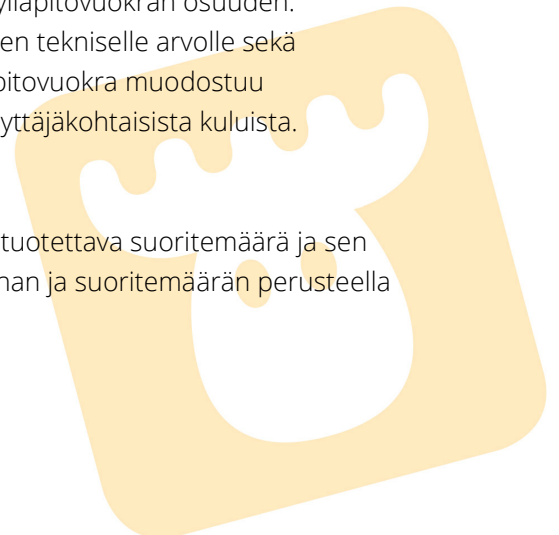 ylläpitovuokran osuuden.
en tekniselle arvolle sekä
pitovuokra muodostuu
yttäjäkohtaisista kuluista.
tuotettava suoritemäärä ja sen
nan ja suoritemäärän perusteella